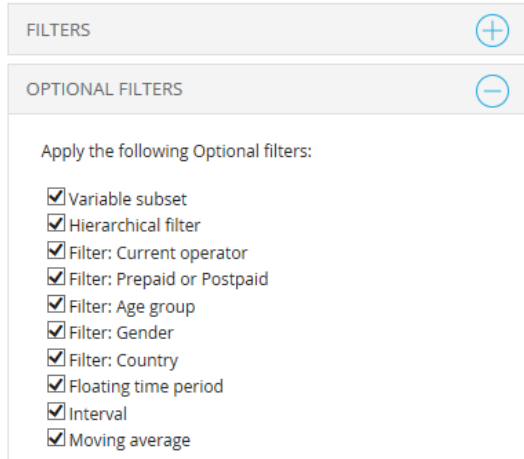 FILTERS
OPTIONAL FILTERS
Apply the following Optional filters:
Variable subset
Hierarchical filter
Filter: Current operator
Filter: Prepaid or Postpaid
Filter: Age group
Filter: Gender
Filter: Country
Floating time period
Interval
Moving average